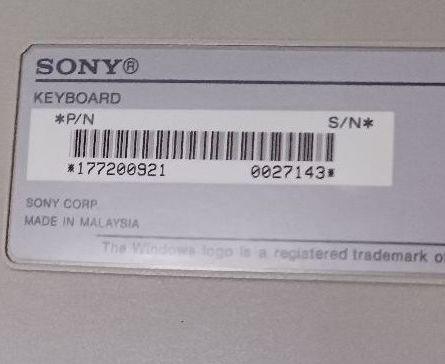 SONY®
KEYBOARD
*P/N S/N*
*177200921 0027143*
SONY CORP.
MADE IN MALAYSIA
The Windows logo is a registered trademark o